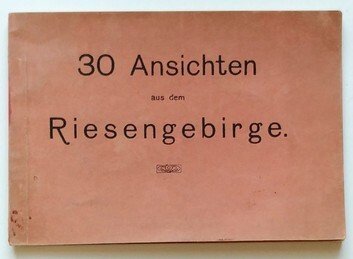 30 Ansichten
aus dem
Riesengebirge.